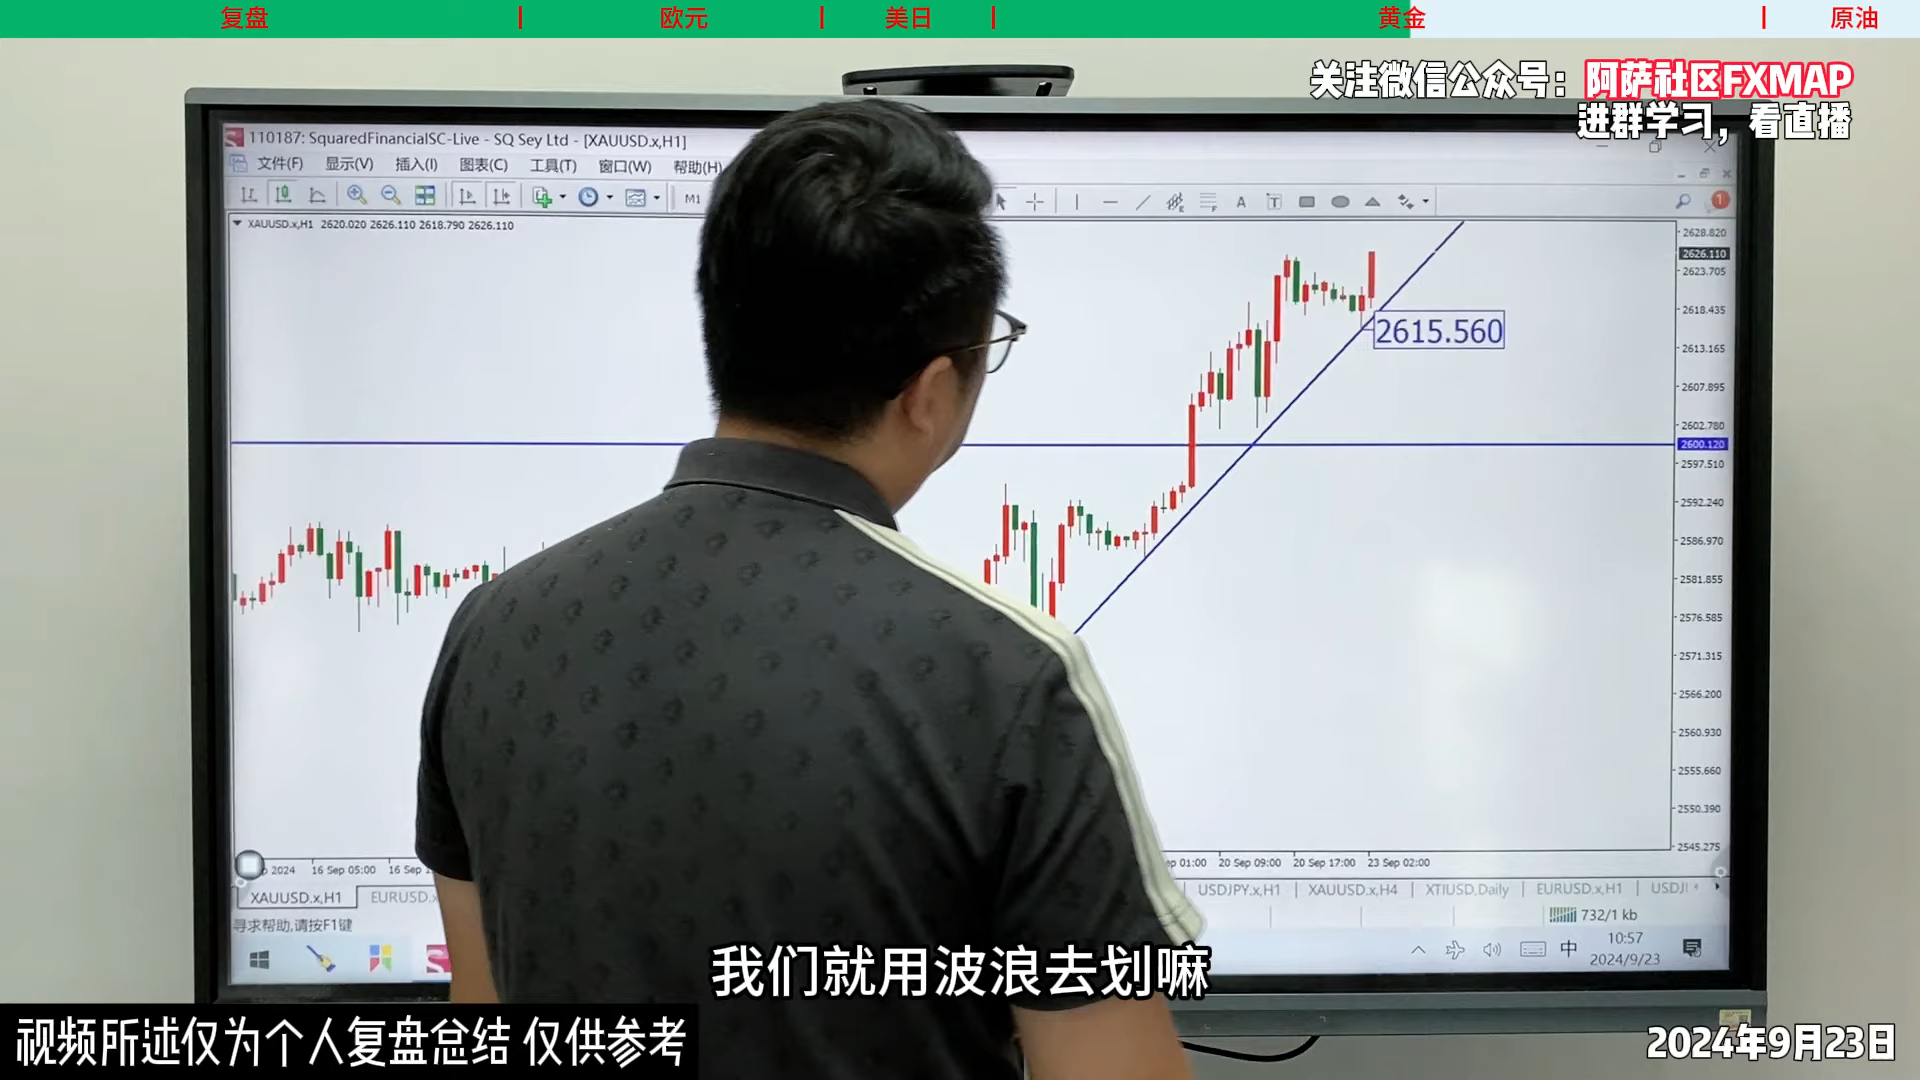 复盘 | 欧元 | 美日 | 黄金 | 原油
关注微信公众号：阿萨社区FXMAP
进群学习，看直播
110187: SquaredFinancialSC-Live - SQ Sey Ltd - [XAUUSD.x,H1]
文件(F) 显示(V) 插入(I) 图表(C) 工具(T) 窗口(W) 帮助(H)
M1
XAUUSD.x,H1 2620.020 2626.110 2618.790 2626.110
2628.820
2626.110
2623.705
2618.435
2615.560
2613.165
2607.895
2602.780
2600.120
2597.510
2592.240
2586.970
2581.855
2576.585
2571.315
2566.200
2560.930
2555.660
2550.390
2545.275
2024 16 Sep 05:00 16 Sep 01:00 20 Sep 09:00 20 Sep 17:00 23 Sep 02:00
XAUUSD.x,H1 EURUSD.x USDJPY.x,H1 XAUUSD.x,H4 XTIUSD,Daily EURUSD.x,H1 USDJ
寻求帮助,请按F1键
732/1 kb
中
10:57
2024/9/23
我们就用波浪去划嘛
视频所述仅为个人复盘总结 仅供参考
2024年9月23日